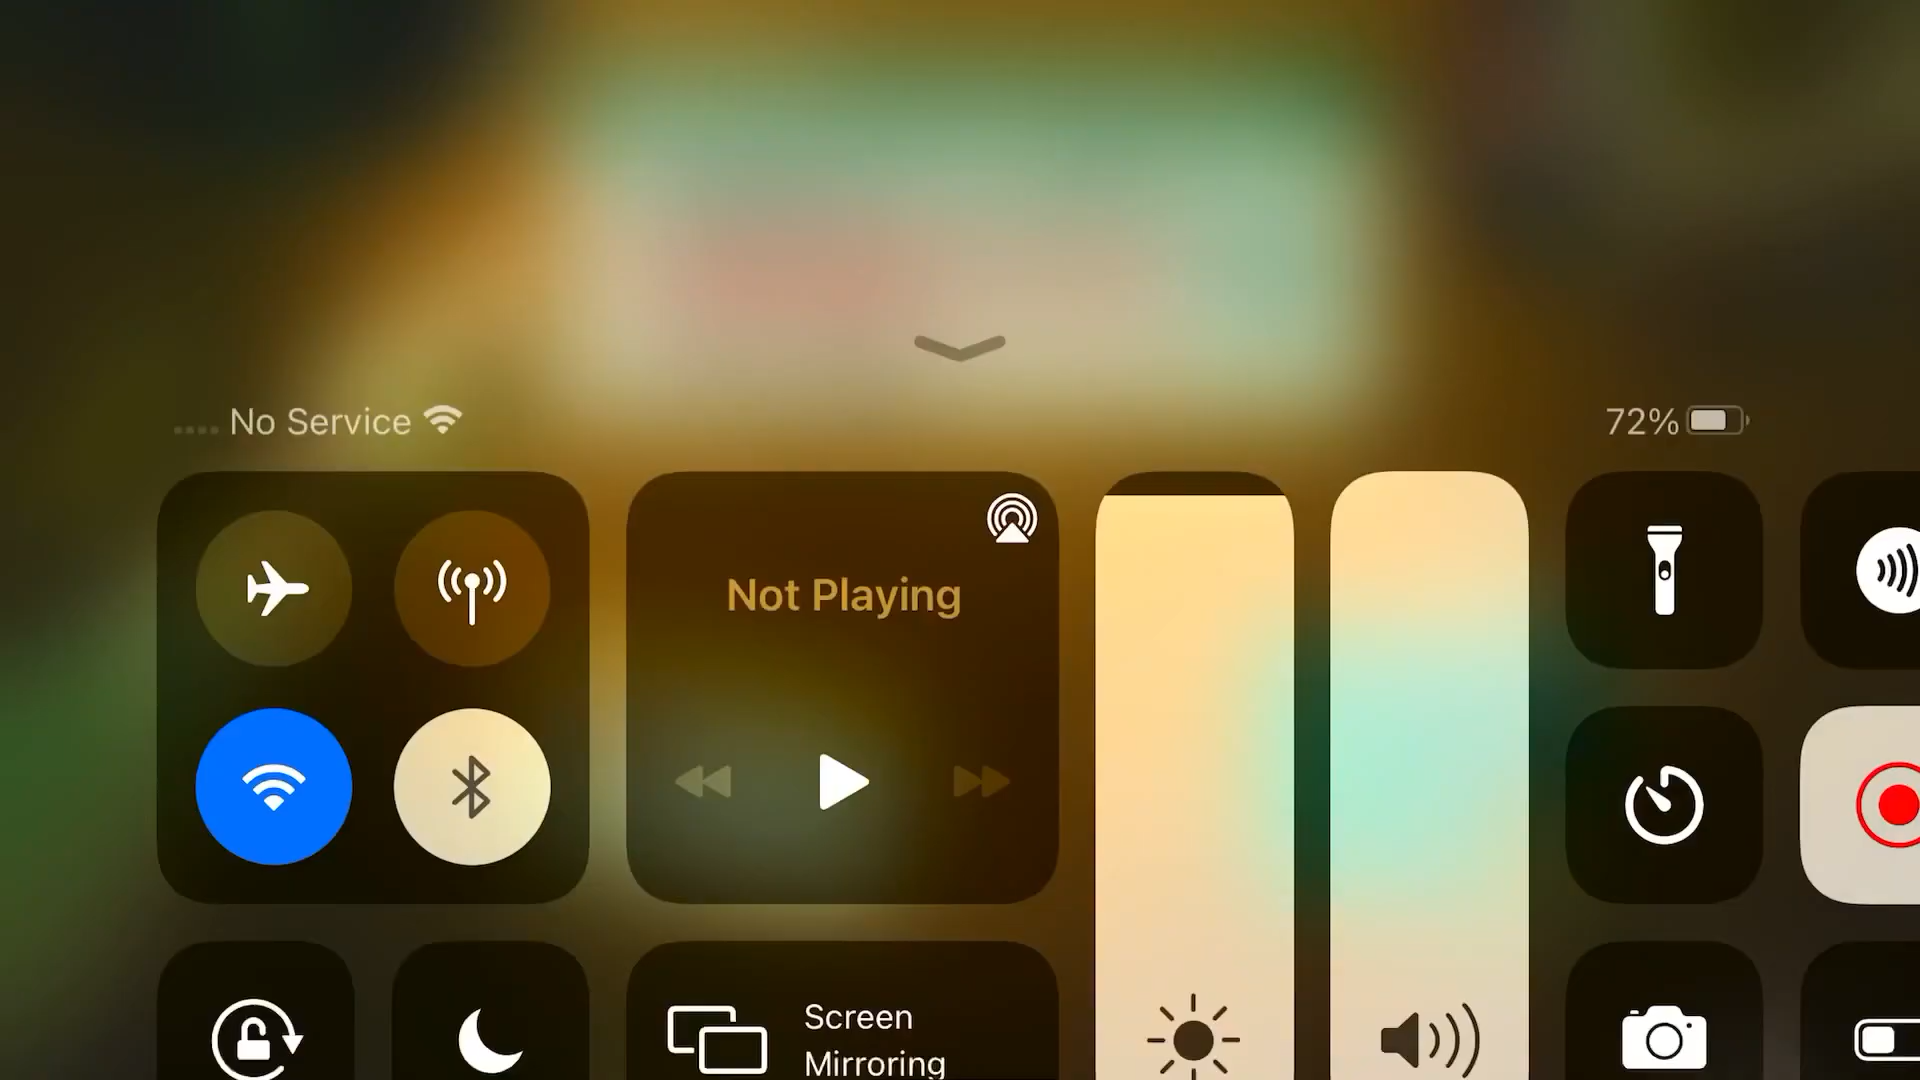 No Service
72%
Not Playing
Screen
Mirroring